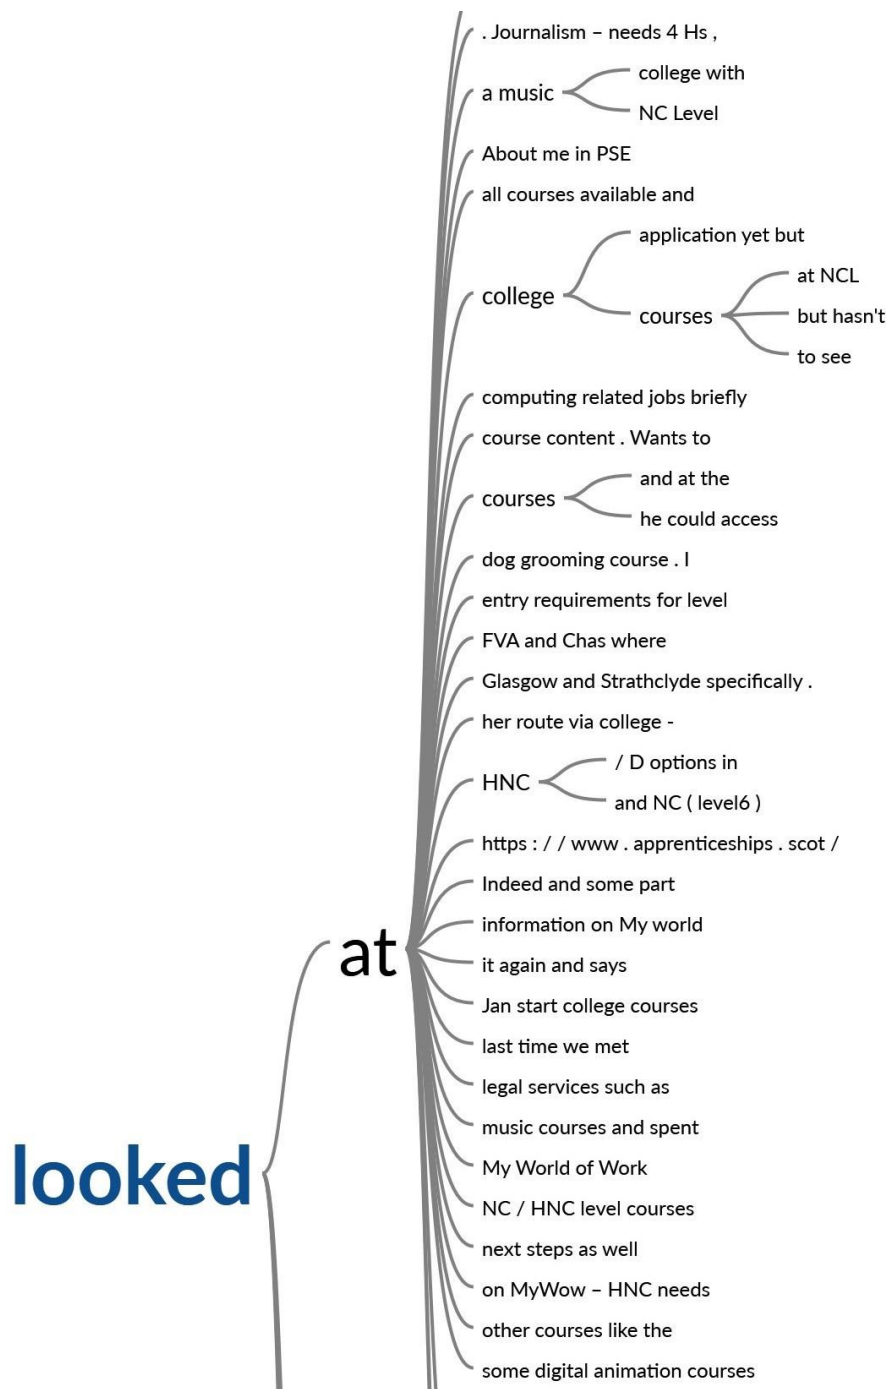 . Journalism – needs 4 Hs ,
a music
college with
NC Level
About me in PSE
all courses available and
college
application yet but
courses
at NCL
but hasn't
to see
computing related jobs briefly
course content . Wants to
courses
and at the
he could access
dog grooming course . I
entry requirements for level
FVA and Chas where
Glasgow and Strathclyde specifically .
her route via college -
HNC
/ D options in
and NC ( level6 )
https : / / www . apprenticeships . scot /
Indeed and some part
information on My world
it again and says
Jan start college courses
last time we met
legal services such as
music courses and spent
My World of Work
NC / HNC level courses
next steps as well
on MyWow – HNC needs
other courses like the
some digital animation courses
at
looked